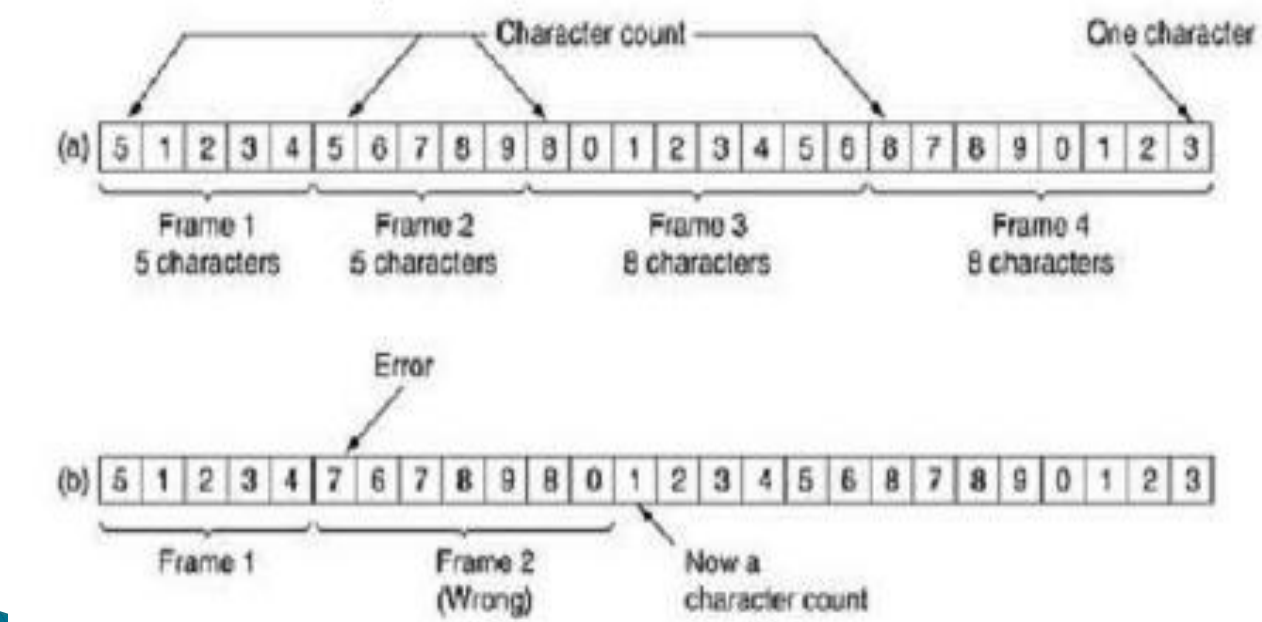 Character count
One character
(a) 5 1 2 3 4 5 6 7 8 9 8 0 1 2 3 4 5 6 8 7 8 9 0 1 2 3
Frame 1
5 characters
Frame 2
5 characters
Frame 3
8 characters
Frame 4
8 characters
Error
(b) 5 1 2 3 4 7 6 7 8 9 8 0 1 2 3 4 5 6 8 7 8 9 0 1 2 3
Frame 1
Frame 2
(Wrong)
Now a
character count